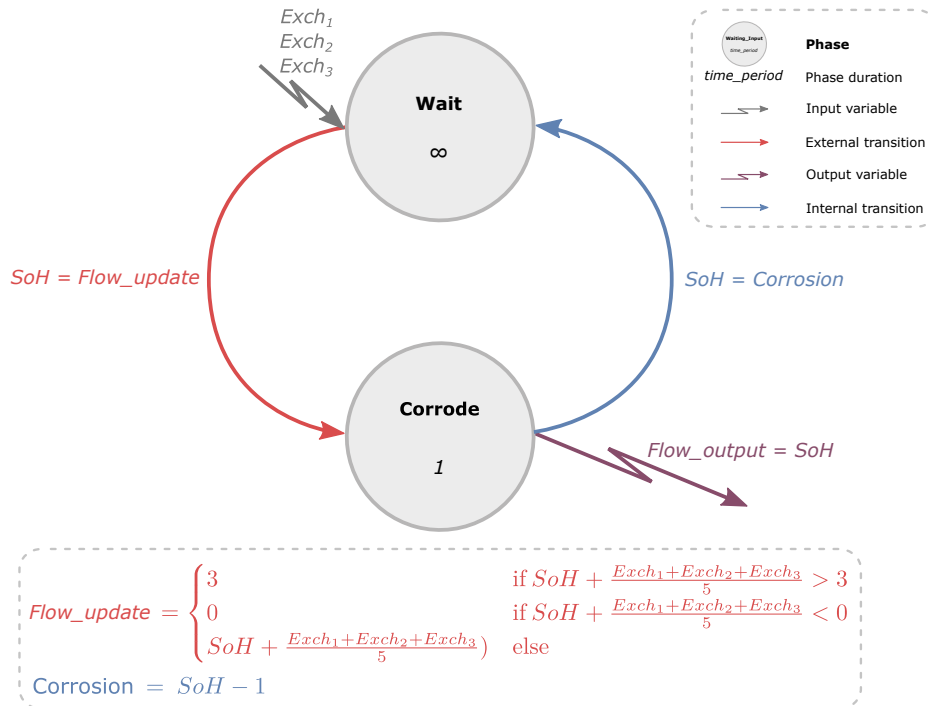 Exch₁
Exch₂
Exch₃
Wait
∞
Waiting_Input
time_period
Phase
time_period Phase duration
Input variable
External transition
Output variable
Internal transition
SoH = Flow_update
SoH = Corrosion
Corrode
1
Flow_output = SoH
Flow_update = { 3 if SoH + (Exch₁+Exch₂+Exch₃)/5 > 3
0 if SoH + (Exch₁+Exch₂+Exch₃)/5 < 0
SoH + (Exch₁+Exch₂+Exch₃)/5 ) else
Corrosion = SoH − 1